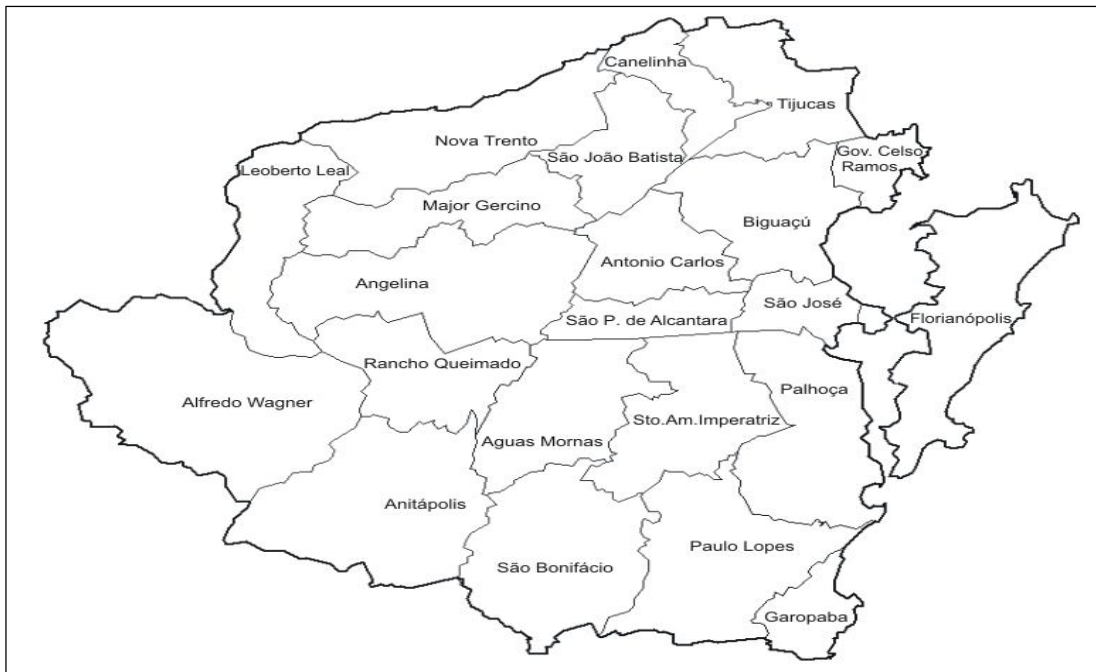 Canelinha
Tijucas
Nova Trento
São João Batista
Gov. Celso
Ramos
Leoberto Leal
Major Gercino
Biguaçú
Antonio Carlos
Angelina
São José
São P. de Alcantara
Florianópolis
Rancho Queimado
Palhoça
Alfredo Wagner
Sto.Am.Imperatriz
Aguas Mornas
Anitápolis
Paulo Lopes
São Bonifácio
Garopaba